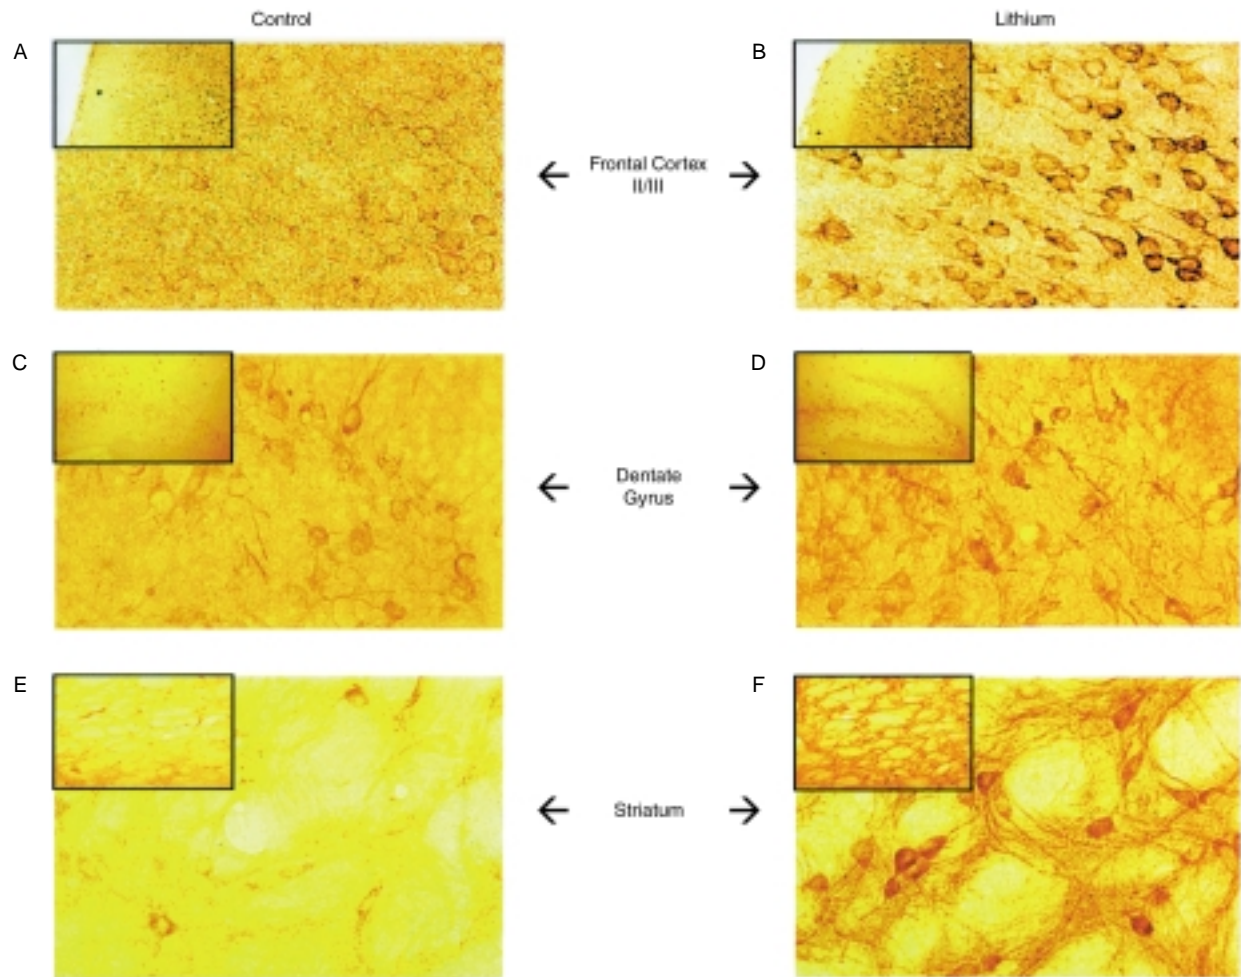 Control
Lithium
A
B
Frontal Cortex
II/III
C
D
Dentate
Gyrus
E
F
Striatum